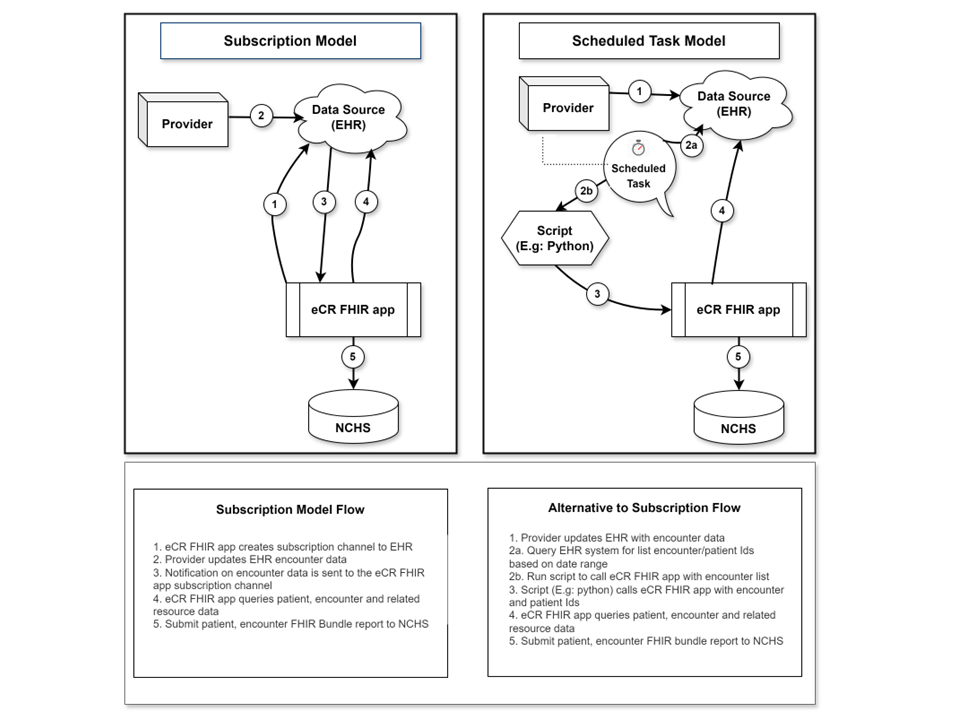 Subscription Model
Provider
2
Data Source
(EHR)
1
3
4
eCR FHIR app
5
NCHS
Scheduled Task Model
Provider
1
Data Source
(EHR)
2a
Scheduled
Task
2b
Script
(E.g: Python)
4
3
eCR FHIR app
5
NCHS
Subscription Model Flow
1. eCR FHIR app creates subscription channel to EHR
2. Provider updates EHR encounter data
3. Notification on encounter data is sent to the eCR FHIR
app subscription channel
4. eCR FHIR app queries patient, encounter and related
resource data
5. Submit patient, encounter FHIR Bundle report to NCHS
Alternative to Subscription Flow
1. Provider updates EHR with encounter data
2a. Query EHR system for list encounter/patient Ids
based on date range
2b. Run script to call eCR FHIR app with encounter list
3. Script (E.g: python) calls eCR FHIR app with encounter
and patient Ids
4. eCR FHIR app queries patient, encounter and related
resource data
5. Submit patient, encounter FHIR bundle report to NCHS